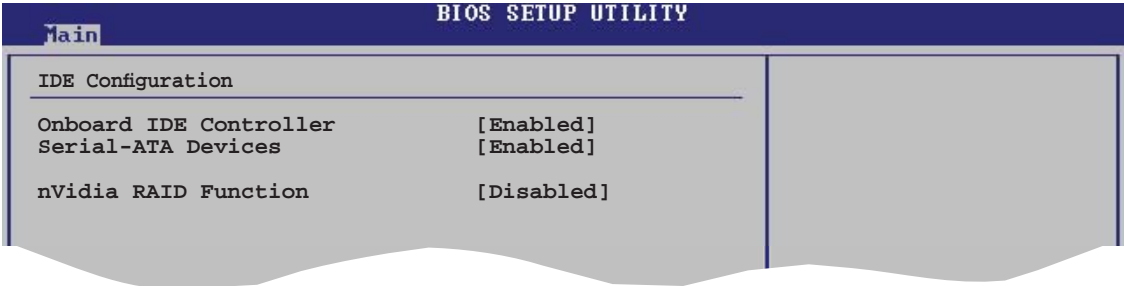 BIOS SETUP UTILITY
Main
IDE Configuration
Onboard IDE Controller [Enabled]
Serial-ATA Devices [Enabled]
nVidia RAID Function [Disabled]